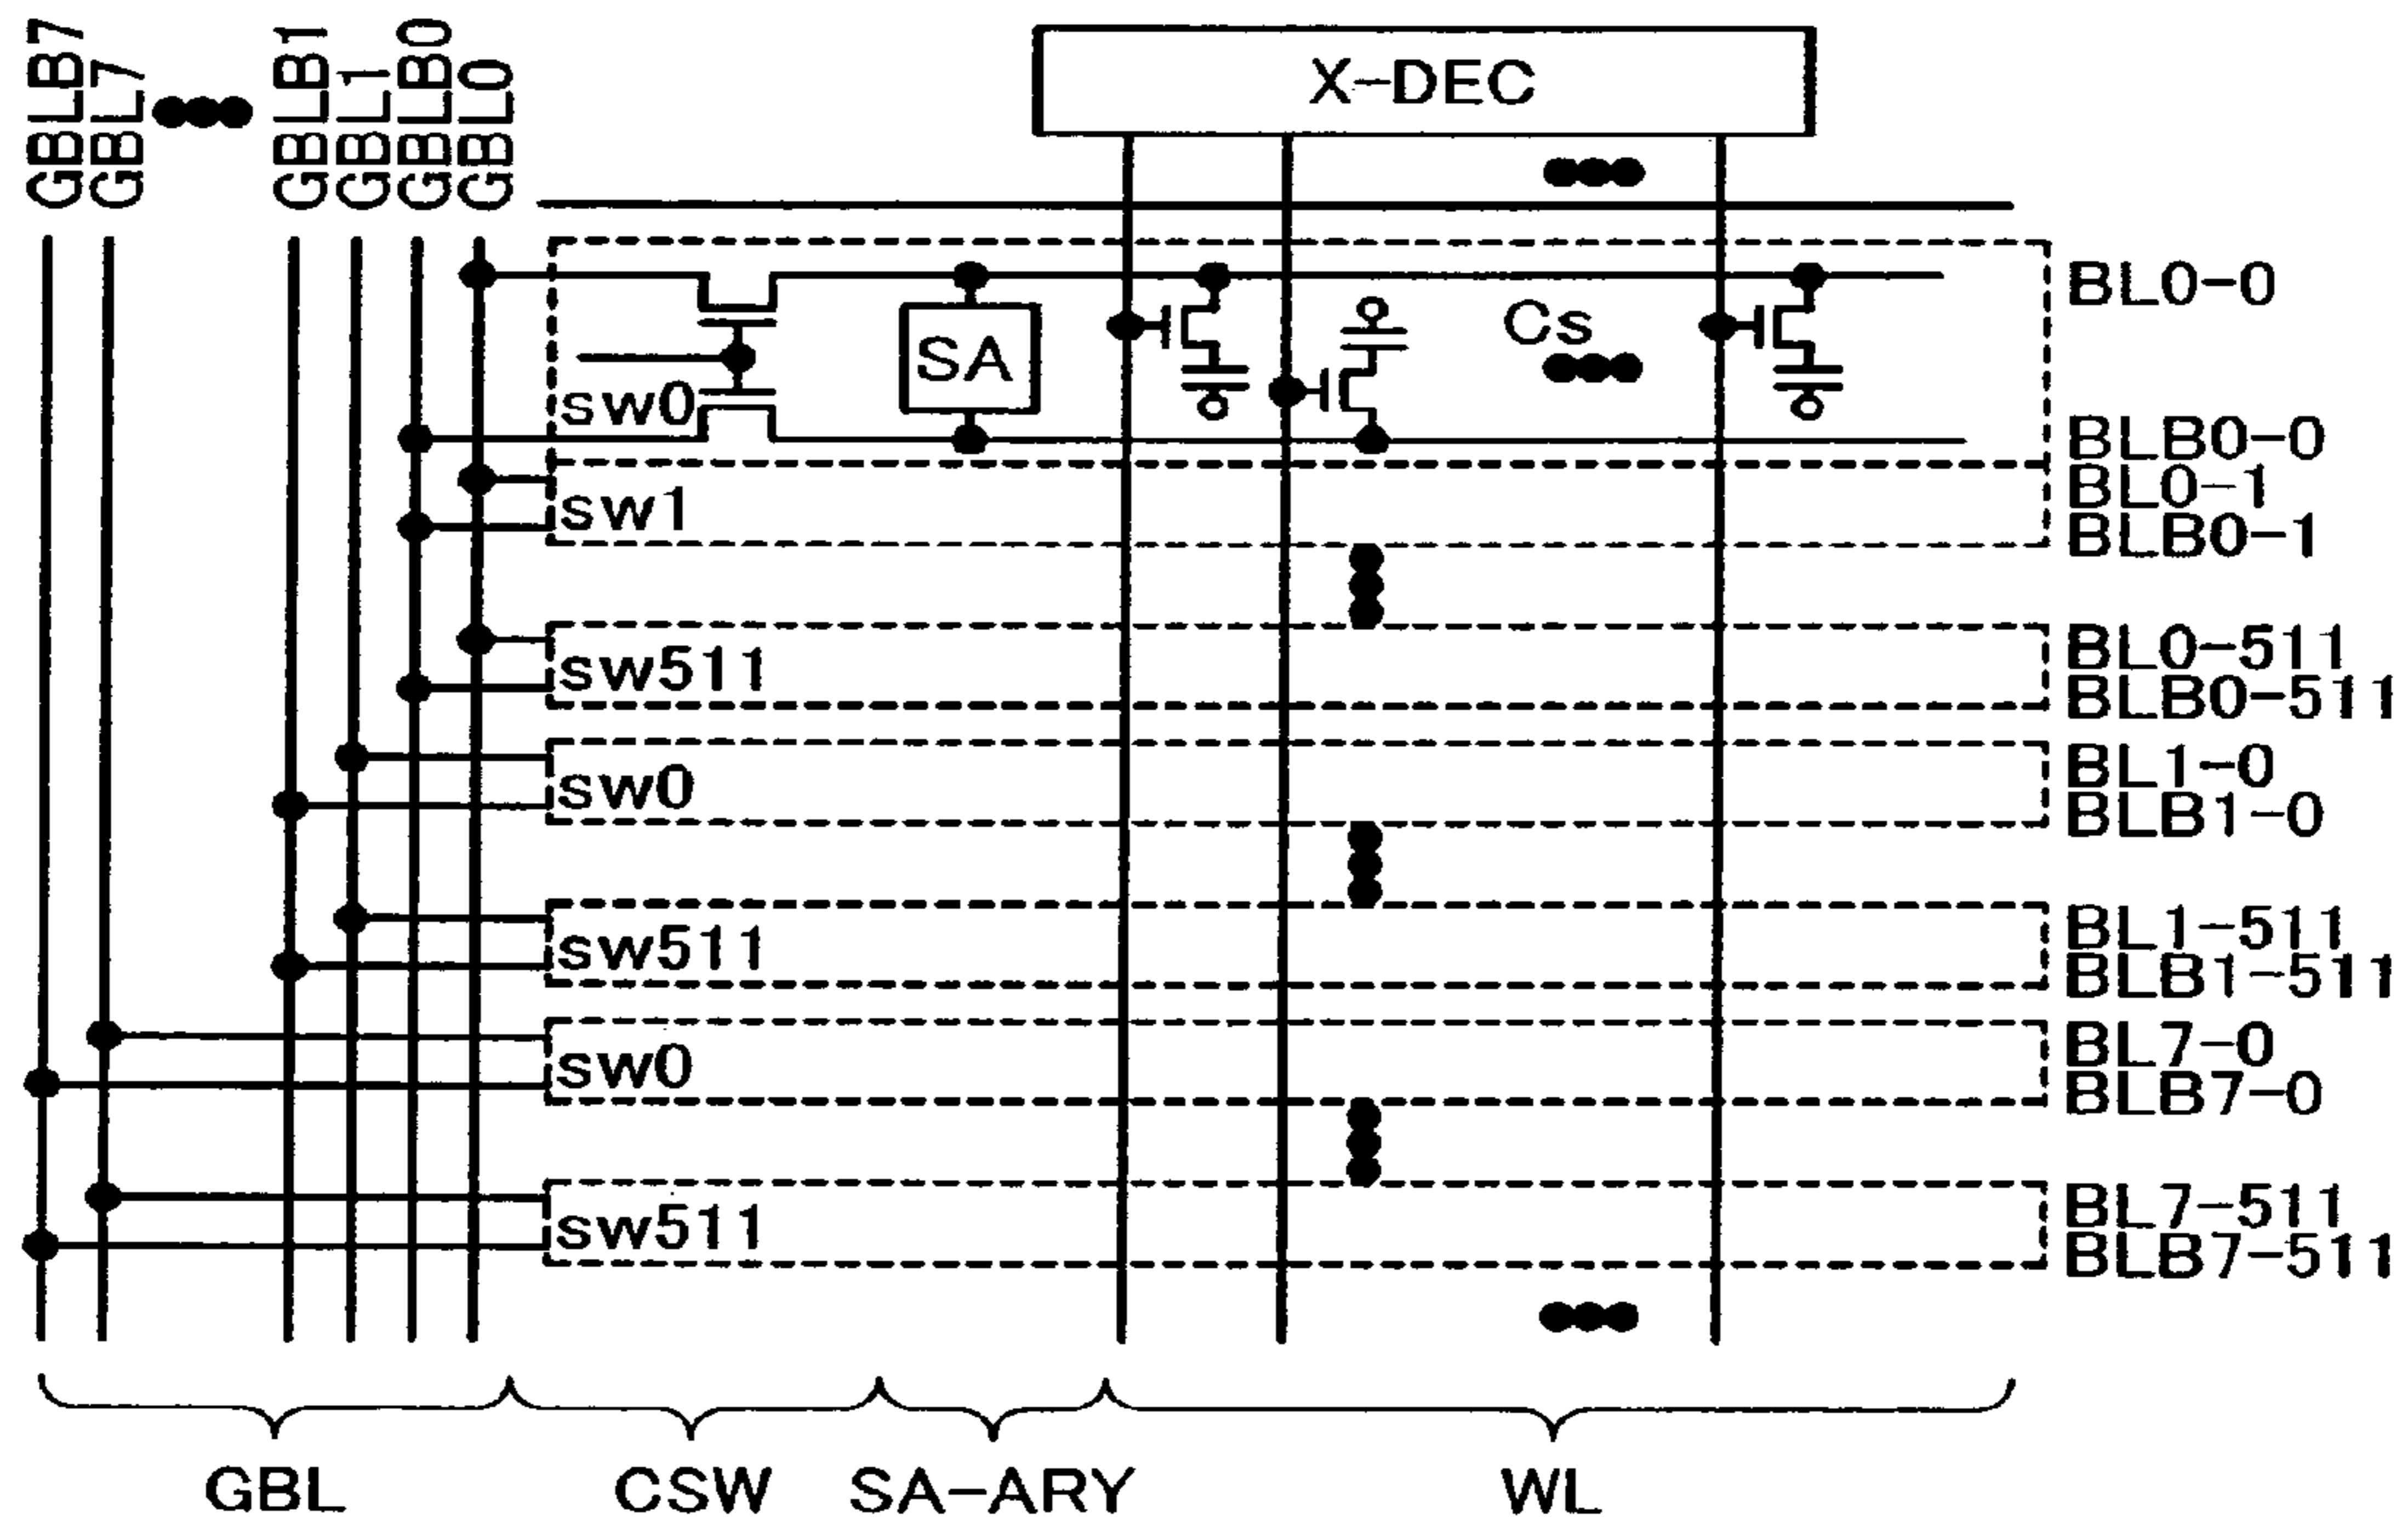 GBLB7
GBL7
GBLB1
GBL1
GBLB0
GBL0
X-DEC
BL0-0
Cs
SA
sw0
BLB0-0
BL0-1
sw1
BLB0-1
BL0-511
sw511
BLB0-511
BL1-0
sw0
BLB1-0
BL1-511
sw511
BLB1-511
BL7-0
sw0
BLB7-0
BL7-511
sw511
BLB7-511
GBL
CSW
SA-ARY
WL